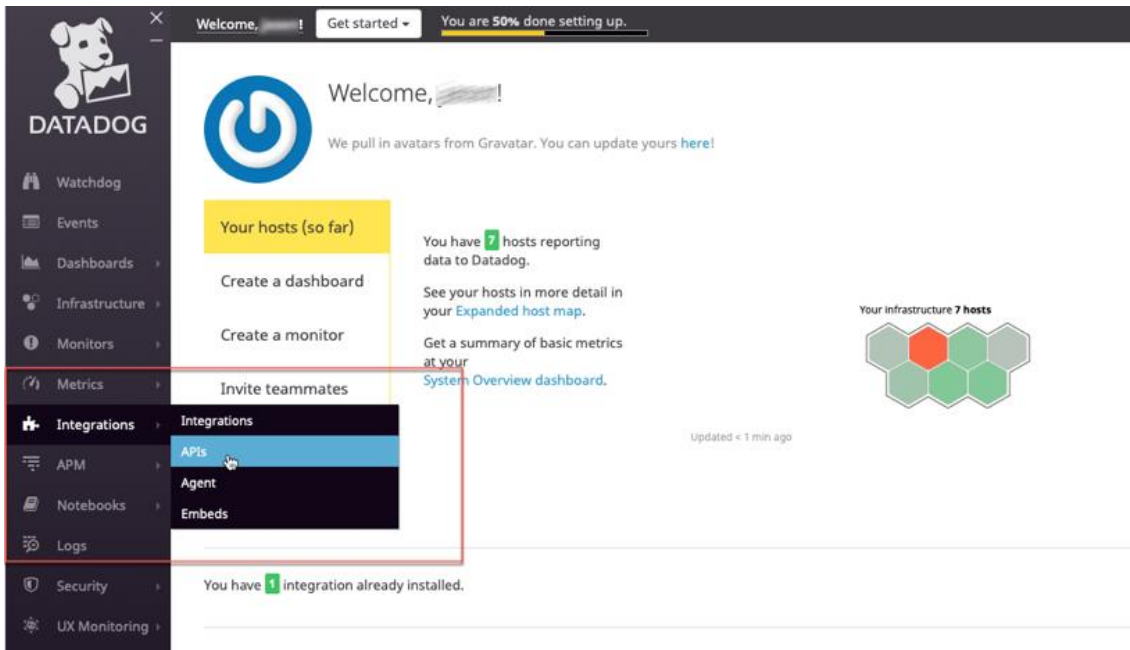 Welcome, !
Get started
You are 50% done setting up.
DATADOG
Watchdog
Events
Dashboards
Infrastructure
Monitors
Metrics
Integrations
APM
Notebooks
Logs
Security
UX Monitoring
Integrations
APIs
Agent
Embeds
Welcome, !
We pull in avatars from Gravatar. You can update yours here!
Your hosts (so far)
Create a dashboard
Create a monitor
Invite teammates
You have 7 hosts reporting
data to Datadog.
See your hosts in more detail in
your Expanded host map.
Get a summary of basic metrics
at your
System Overview dashboard.
Your infrastructure 7 hosts
Updated < 1 min ago
You have 1 integration already installed.